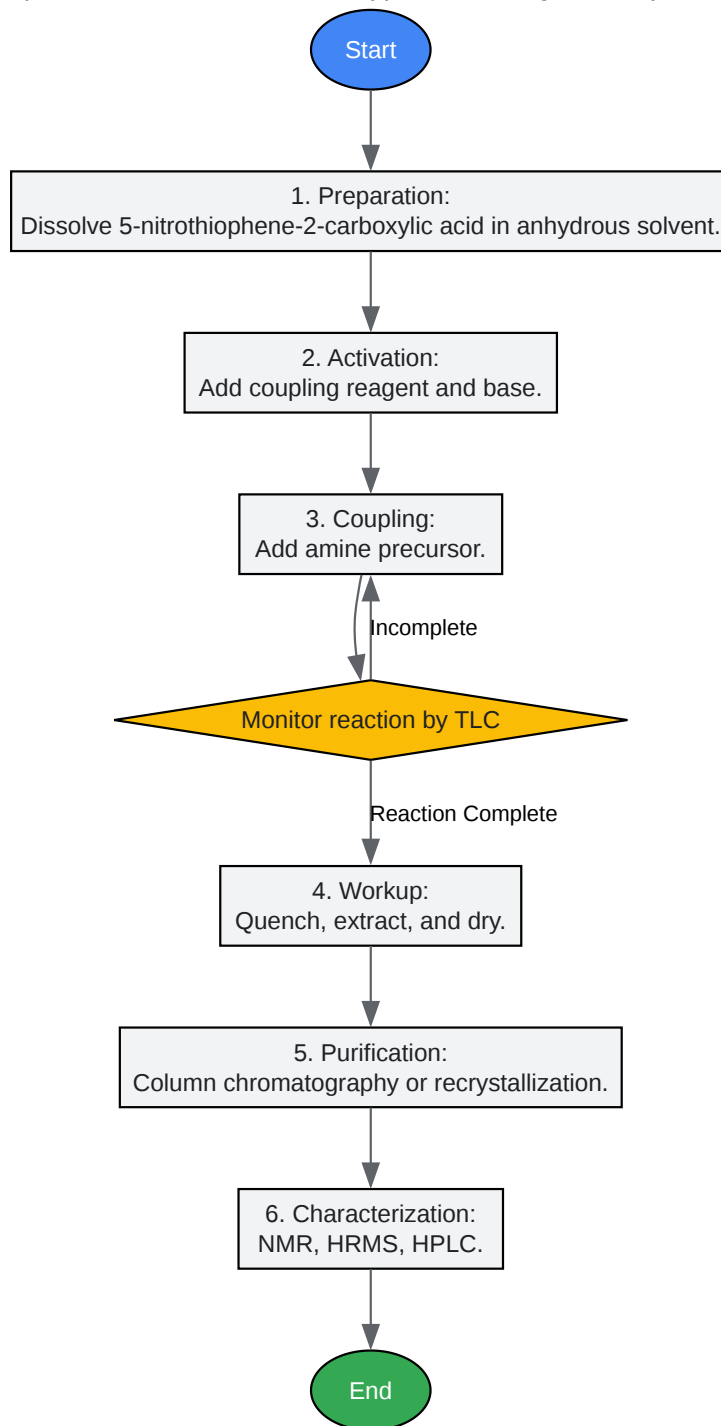 Start
1. Preparation:
Dissolve 5-nitrothiophene-2-carboxylic acid in anhydrous solvent.
2. Activation:
Add coupling reagent and base.
3. Coupling:
Add amine precursor.
Incomplete
Monitor reaction by TLC
Reaction Complete
4. Workup:
Quench, extract, and dry.
5. Purification:
Column chromatography or recrystallization.
6. Characterization:
NMR, HRMS, HPLC.
End